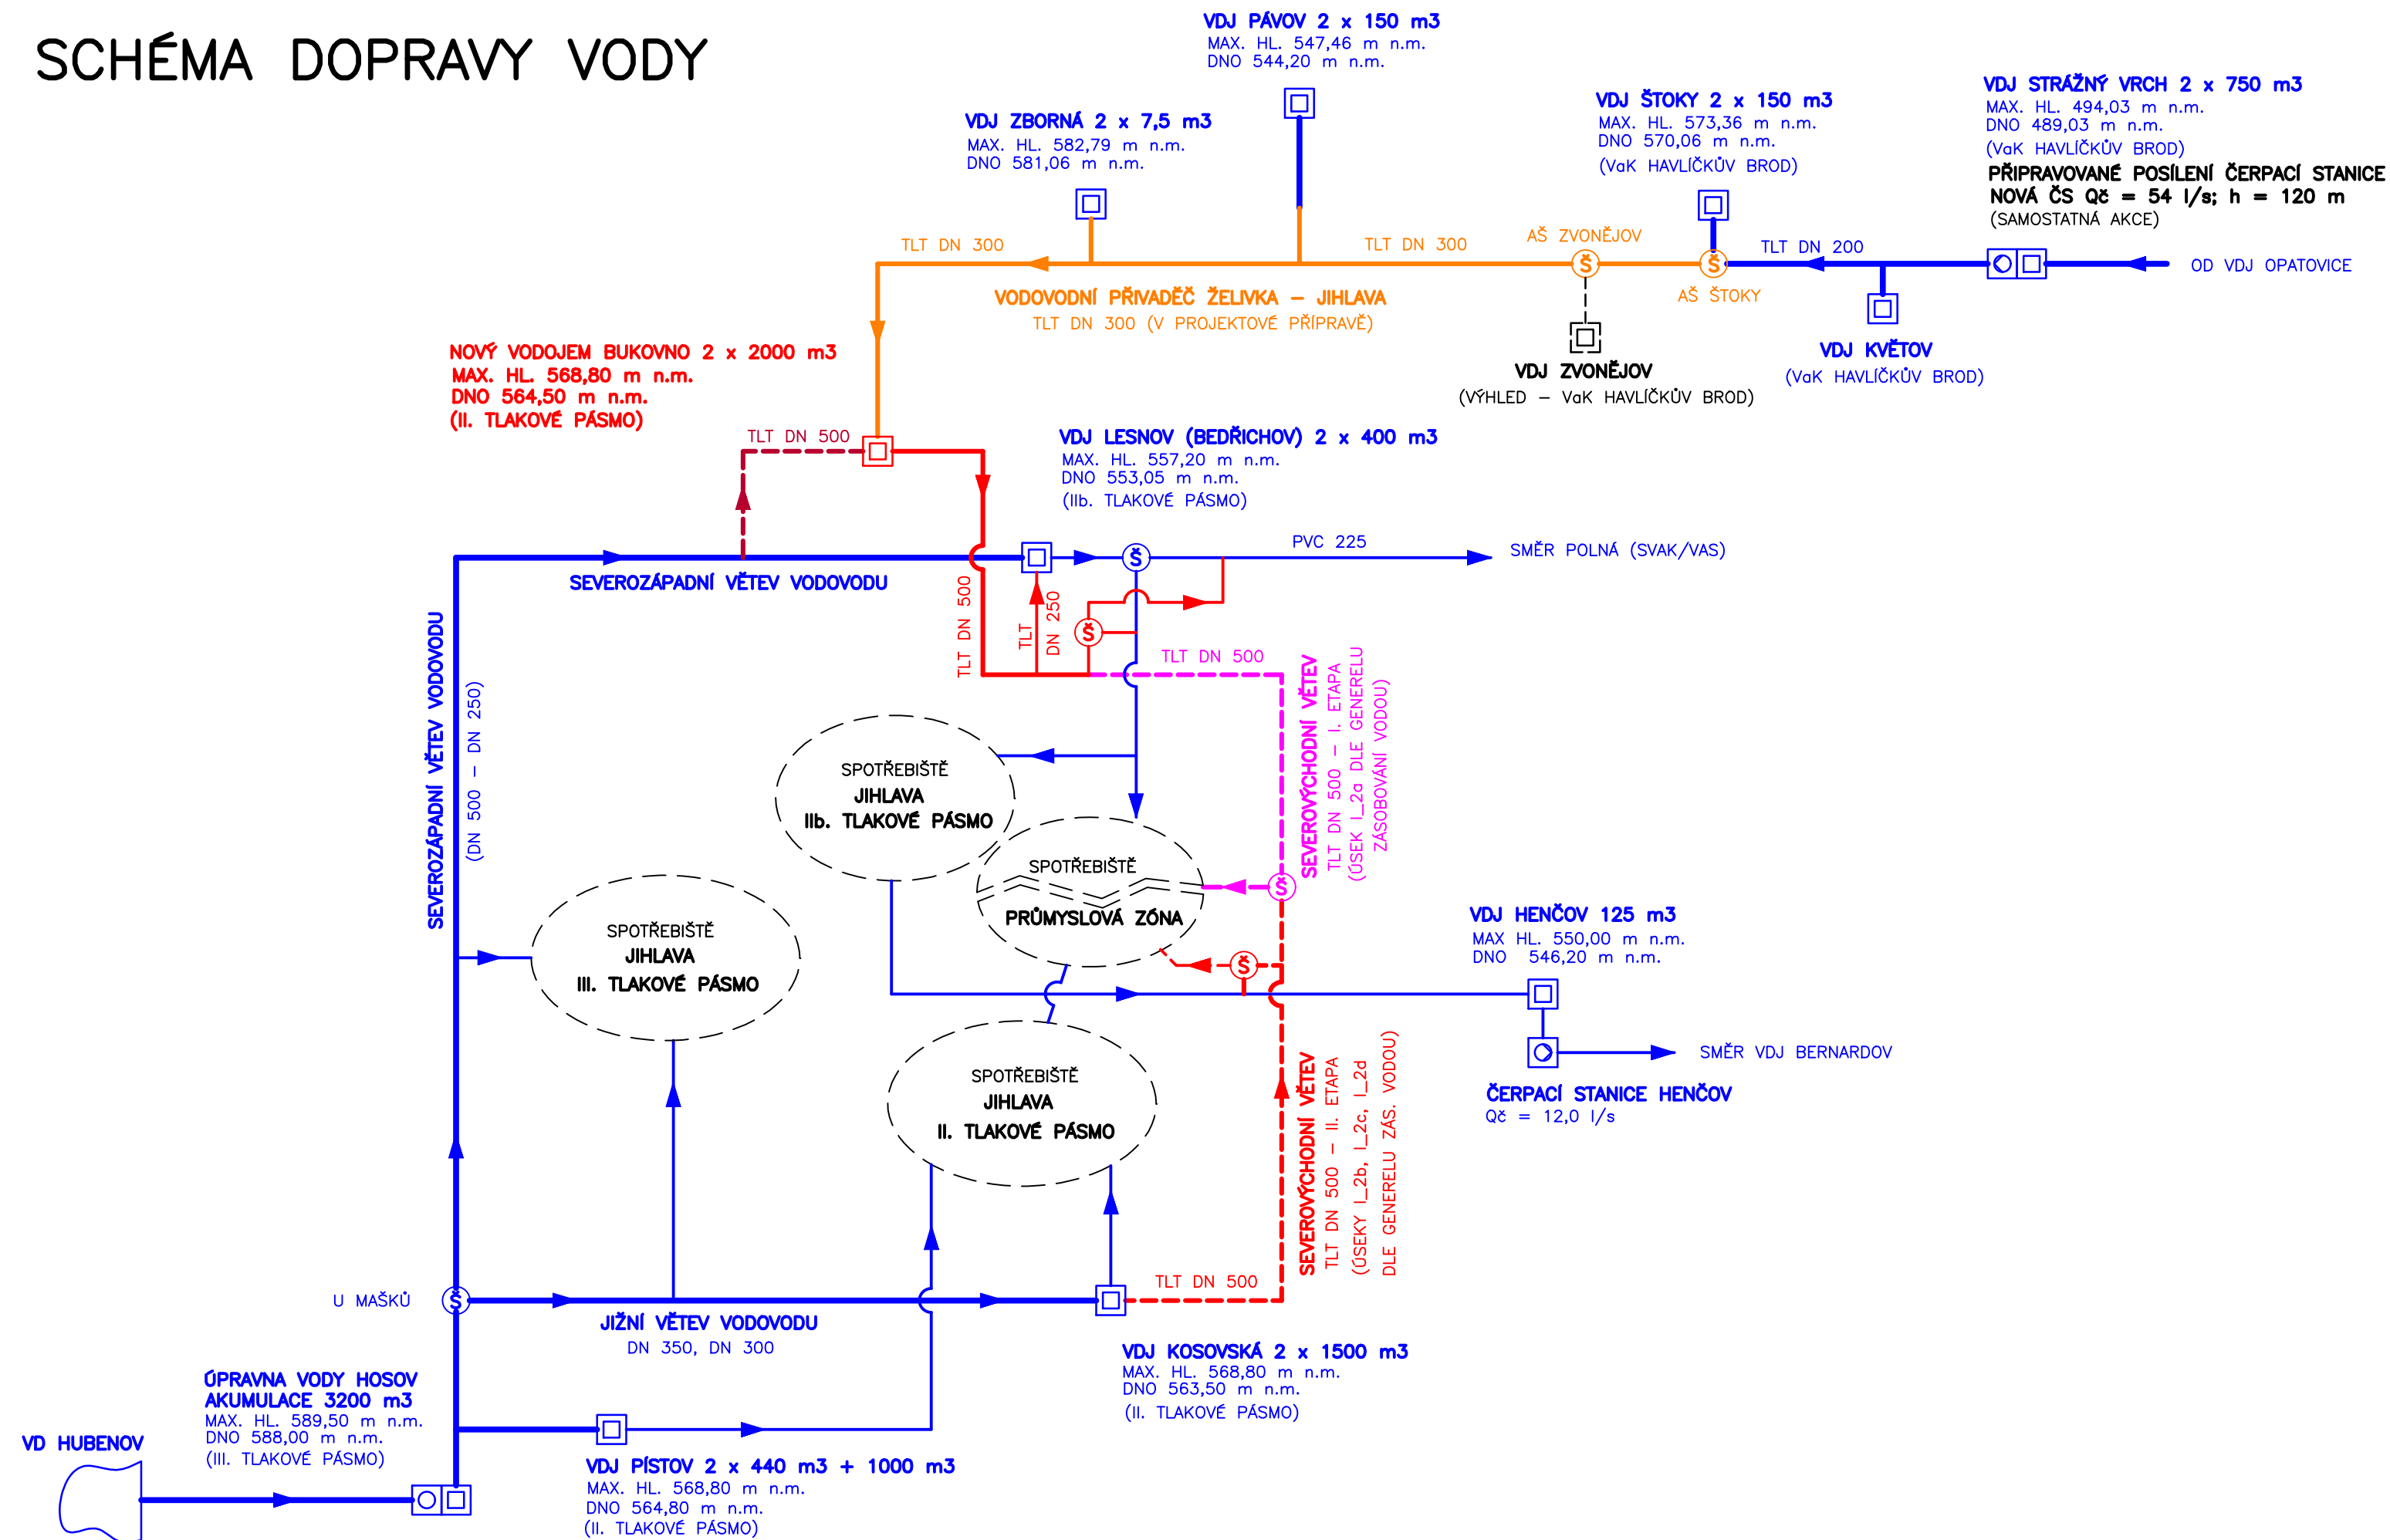 SCHÉMA DOPRAVY VODY
VDJ PÁVOV 2 x 150 m3
MAX. HL. 547,46 m n.m.
DNO 544,20 m n.m.
VDJ ZBORNÁ 2 x 7,5 m3
MAX. HL. 582,79 m n.m.
DNO 581,06 m n.m.
VDJ ŠTOKY 2 x 150 m3
MAX. HL. 573,36 m n.m.
DNO 570,06 m n.m.
(VaK HAVLÍČKŮV BROD)
VDJ STRÁŽNÝ VRCH 2 x 750 m3
MAX. HL. 494,03 m n.m.
DNO 489,03 m n.m.
(VaK HAVLÍČKŮV BROD)
PŘIPRAVOVANÉ POSÍLENÍ ČERPACÍ STANICE
NOVÁ ČS Qč = 54 l/s; h = 120 m
(SAMOSTATNÁ AKCE)
TLT DN 300
TLT DN 300
AŠ ZVONĚJOV
Š
Š
AŠ ŠTOKY
TLT DN 200
OD VDJ OPATOVICE
VODOVODNÍ PŘIVADĚČ ŽELIVKA – JIHLAVA
TLT DN 300 (V PROJEKTOVÉ PŘÍPRAVĚ)
VDJ ZVONĚJOV
(VÝHLED – VaK HAVLÍČKŮV BROD)
VDJ KVĚTOV
(VaK HAVLÍČKŮV BROD)
NOVÝ VODOJEM BUKOVNO 2 x 2000 m3
MAX. HL. 568,80 m n.m.
DNO 564,50 m n.m.
(II. TLAKOVÉ PÁSMO)
TLT DN 500
VDJ LESNOV (BEDŘICHOV) 2 x 400 m3
MAX. HL. 557,20 m n.m.
DNO 553,05 m n.m.
(IIb. TLAKOVÉ PÁSMO)
Š
PVC 225
SMĚR POLNÁ (SVAK/VAS)
SEVEROZÁPADNÍ VĚTEV VODOVODU
SEVEROZÁPADNÍ VĚTEV VODOVODU
(DN 500 – DN 250)
TLT DN 500
TLT
DN 250
Š
TLT DN 500
SEVEROVÝCHODNÍ VĚTEV
TLT DN 500 – I. ETAPA
(ÚSEK I_2a DLE GENERELU
ZÁSOBOVÁNÍ VODOU)
SPOTŘEBIŠTĚ
JIHLAVA
IIb. TLAKOVÉ PÁSMO
SPOTŘEBIŠTĚ
PRŮMYSLOVÁ ZÓNA
Š
Š
SPOTŘEBIŠTĚ
JIHLAVA
III. TLAKOVÉ PÁSMO
VDJ HENČOV 125 m3
MAX HL. 550,00 m n.m.
DNO 546,20 m n.m.
SMĚR VDJ BERNARDOV
ČERPACÍ STANICE HENČOV
Qč = 12,0 l/s
SPOTŘEBIŠTĚ
JIHLAVA
II. TLAKOVÉ PÁSMO
SEVEROVÝCHODNÍ VĚTEV
TLT DN 500 – II. ETAPA
(ÚSEKY I_2b, I_2c, I_2d
DLE GENERELU ZÁS. VODOU)
U MAŠKŮ
Š
TLT DN 500
JIŽNÍ VĚTEV VODOVODU
DN 350, DN 300
VDJ KOSOVSKÁ 2 x 1500 m3
MAX. HL. 568,80 m n.m.
DNO 563,50 m n.m.
(II. TLAKOVÉ PÁSMO)
ÚPRAVNA VODY HOSOV
AKUMULACE 3200 m3
MAX. HL. 589,50 m n.m.
DNO 588,00 m n.m.
(III. TLAKOVÉ PÁSMO)
VD HUBENOV
VDJ PÍSTOV 2 x 440 m3 + 1000 m3
MAX. HL. 568,80 m n.m.
DNO 564,80 m n.m.
(II. TLAKOVÉ PÁSMO)